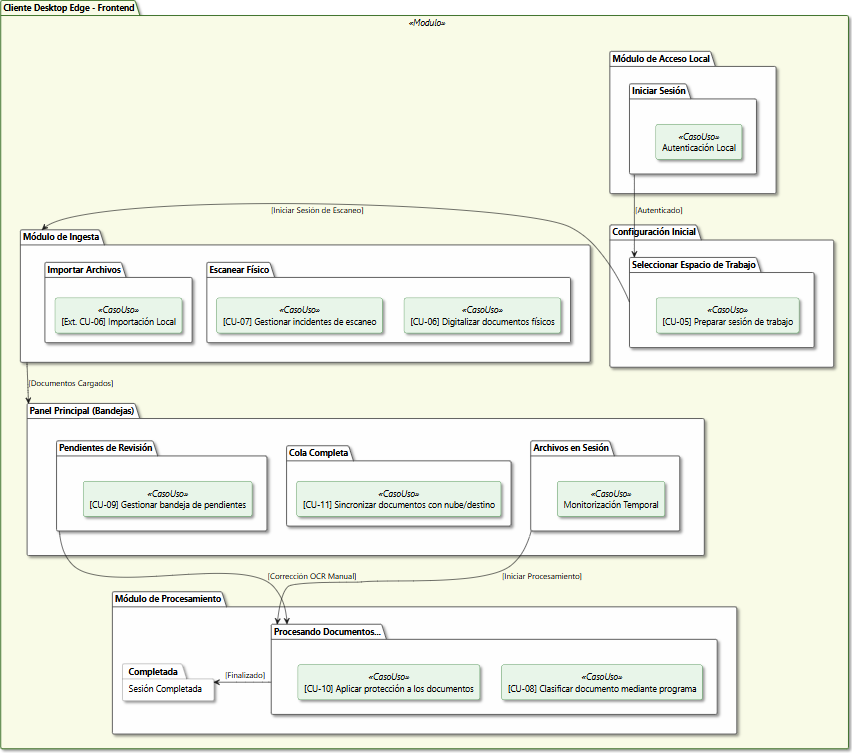 Cliente Desktop Edge - Frontend
«Modulo»
Módulo de Acceso Local
Iniciar Sesión
«CasoUso»
Autenticación Local
[Autenticado]
[Iniciar Sesión de Escaneo]
Configuración Inicial
Seleccionar Espacio de Trabajo
«CasoUso»
[CU-05] Preparar sesión de trabajo
Módulo de Ingesta
Importar Archivos
«CasoUso»
[Ext. CU-06] Importación Local
Escanear Físico
«CasoUso»
[CU-07] Gestionar incidentes de escaneo
«CasoUso»
[CU-06] Digitalizar documentos físicos
[Documentos Cargados]
Panel Principal (Bandejas)
Pendientes de Revisión
«CasoUso»
[CU-09] Gestionar bandeja de pendientes
Cola Completa
«CasoUso»
[CU-11] Sincronizar documentos con nube/destino
Archivos en Sesión
«CasoUso»
Monitorización Temporal
[Corrección OCR Manual]
[Iniciar Procesamiento]
Módulo de Procesamiento
Procesando Documentos...
«CasoUso»
[CU-10] Aplicar protección a los documentos
«CasoUso»
[CU-08] Clasificar documento mediante programa
[Finalizado]
Completada
Sesión Completada